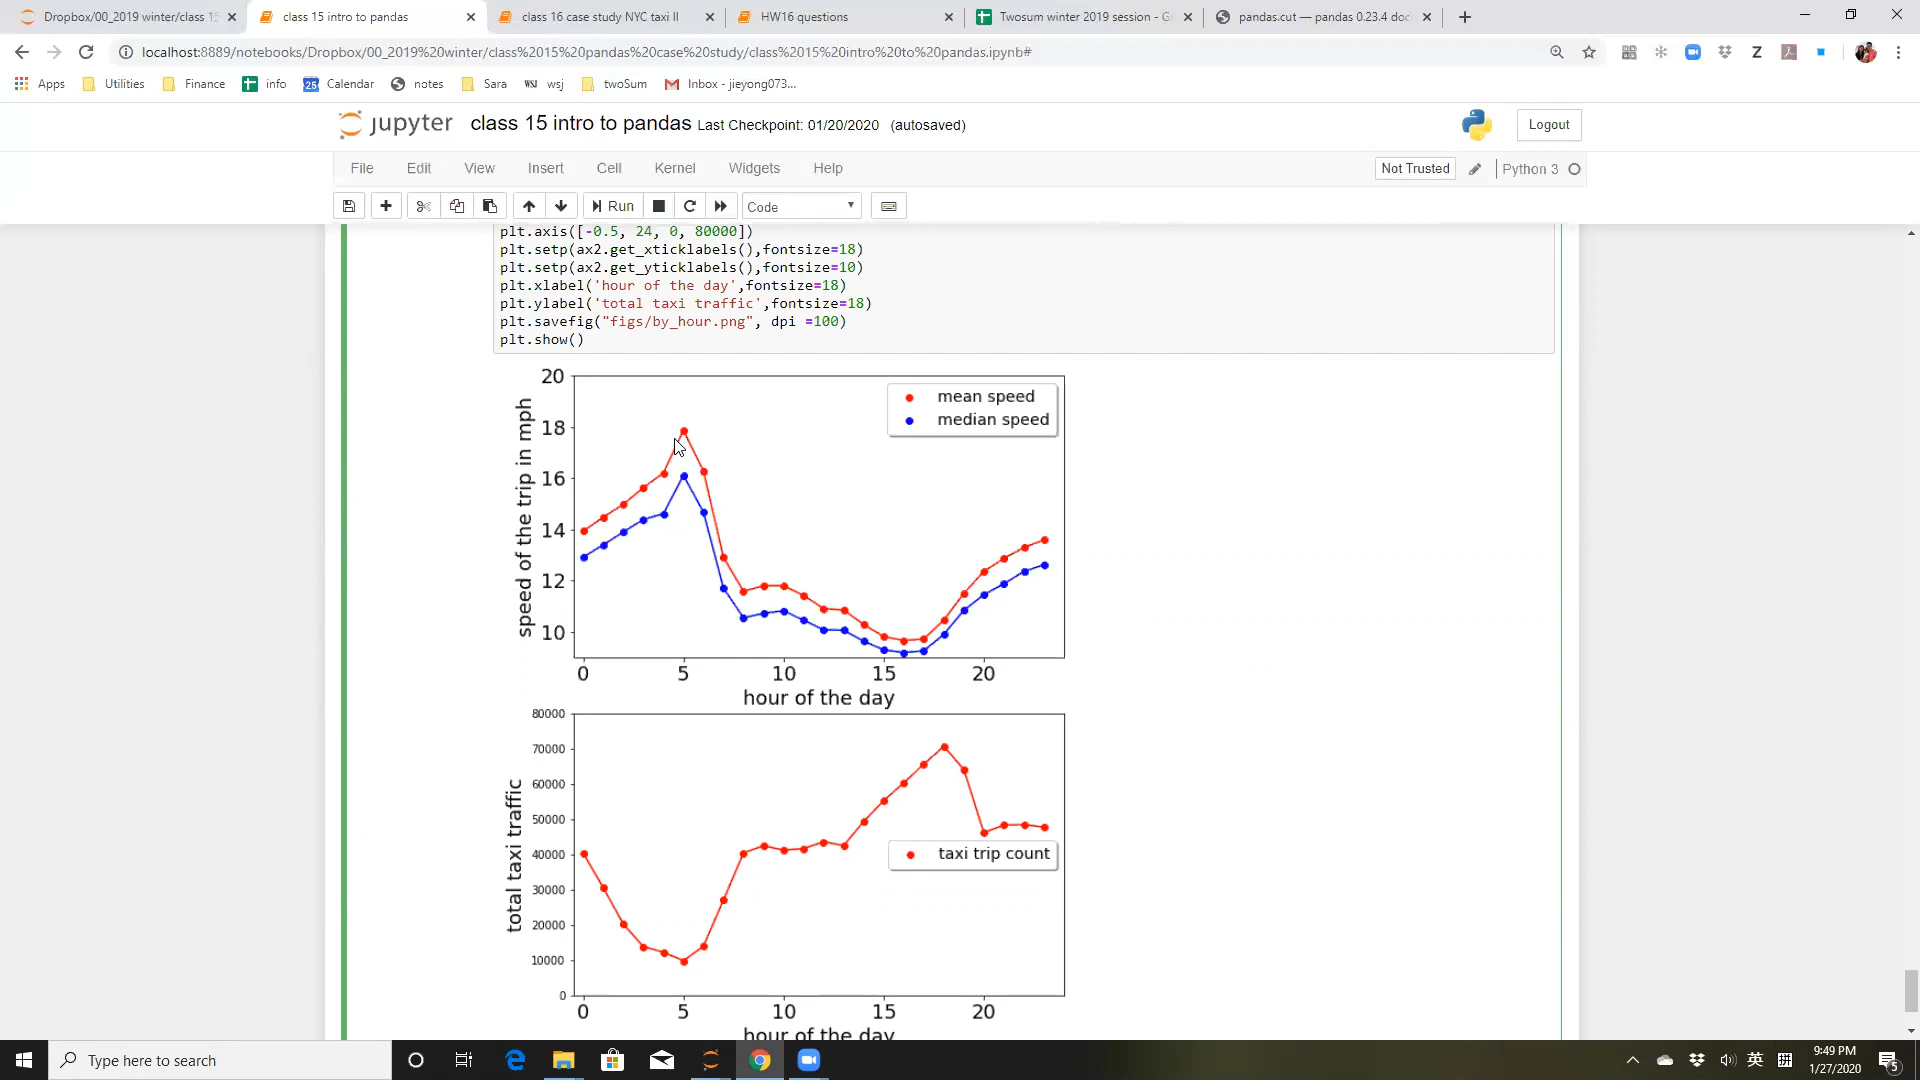 Dropbox/00_2019 winter/class 15
class 15 intro to pandas
class 16 case study NYC taxi II
HW16 questions
Twosum winter 2019 session - G
pandas.cut — pandas 0.23.4 doc
localhost:8889/notebooks/Dropbox/00_2019%20winter/class%2015%20pandas%20case%20study/class%2015%20intro%20to%20pandas.ipynb#
Apps Utilities Finance info Calendar notes Sara wsj twoSum Inbox - jieyong073...
jupyter class 15 intro to pandas Last Checkpoint: 01/20/2020 (autosaved) Logout
File Edit View Insert Cell Kernel Widgets Help Not Trusted Python 3
Run Code
plt.axis([-0.5, 24, 0, 80000])
plt.setp(ax2.get_xticklabels(),fontsize=18)
plt.setp(ax2.get_yticklabels(),fontsize=10)
plt.xlabel('hour of the day',fontsize=18)
plt.ylabel('total taxi traffic',fontsize=18)
plt.savefig("figs/by_hour.png", dpi =100)
plt.show()
speed of the trip in mph
20
18
16
14
12
10
mean speed
median speed
0 5 10 15 20
hour of the day
total taxi traffic
80000
70000
60000
50000
40000
30000
20000
10000
0
taxi trip count
0 5 10 15 20
hour of the day
Type here to search
英
拼
9:49 PM
1/27/2020
5